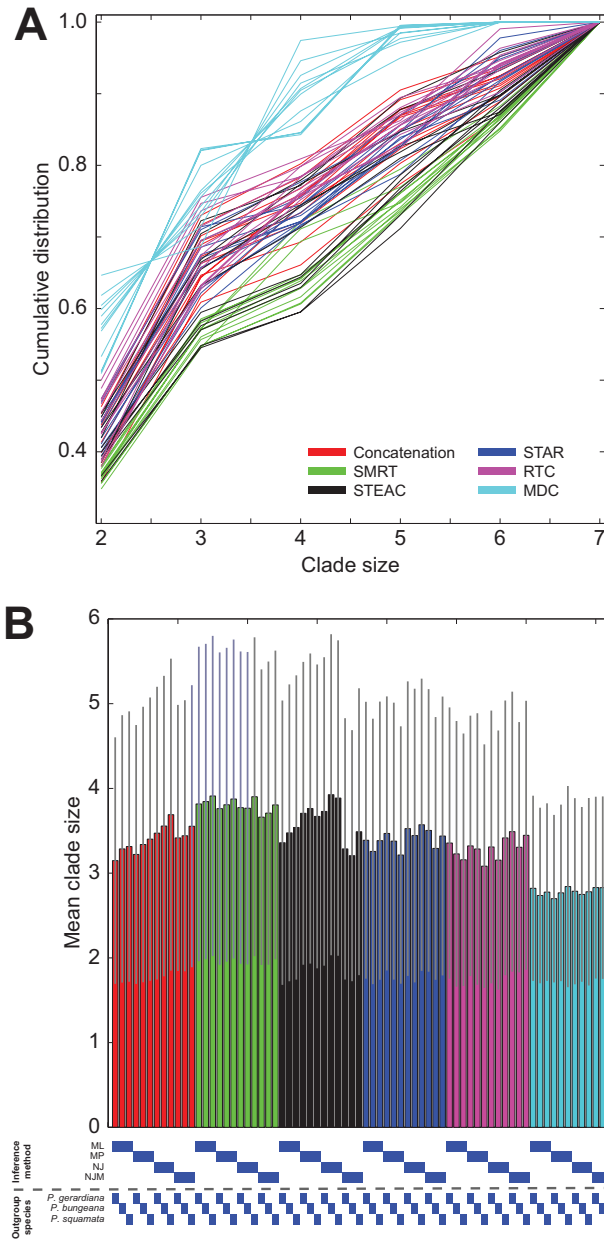 A
1.0
0.8
0.6
0.4
Cumulative distribution
Concatenation
SMRT
STEAC
STAR
RTC
MDC
2 3 4 5 6 7
Clade size
B
6
5
4
3
2
1
0
Mean clade size
Inference method
ML
MP
NJ
NJM
Outgroup species
P. gerardiana
P. bungeana
P. squamata